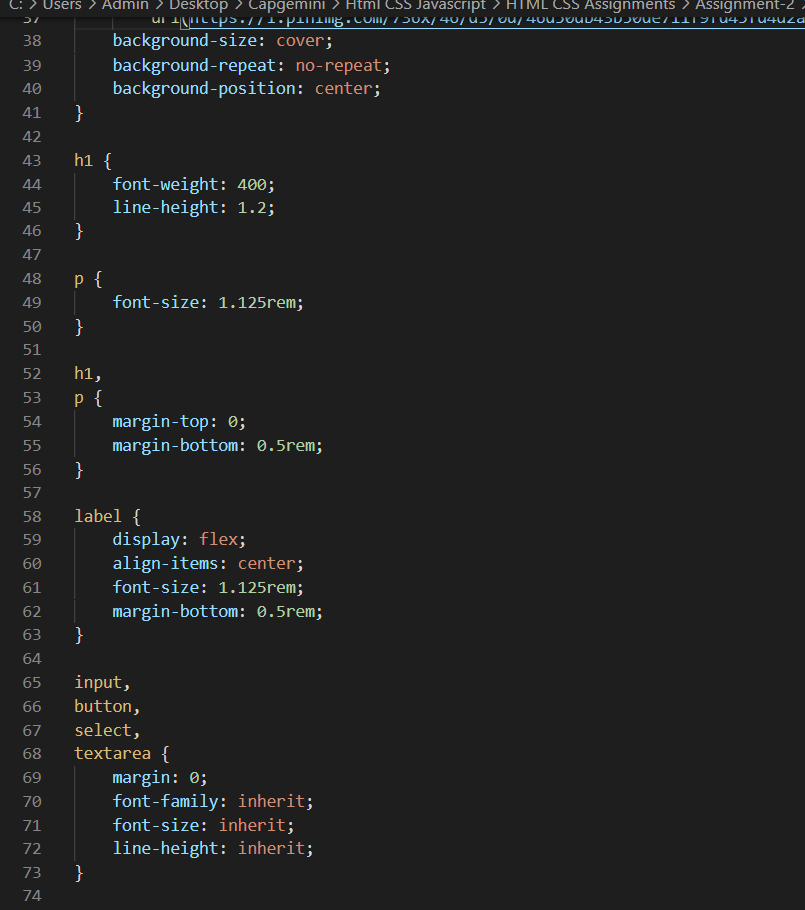 C: > Users > Admin > Desktop > Capgemini > Html CSS Javascript > HTML CSS Assignments > Assignment-2 >
37 url(
38 background-size: cover;
39 background-repeat: no-repeat;
40 background-position: center;
41 }
42
43 h1 {
44 font-weight: 400;
45 line-height: 1.2;
46 }
47
48 p {
49 font-size: 1.125rem;
50 }
51
52 h1,
53 p {
54 margin-top: 0;
55 margin-bottom: 0.5rem;
56 }
57
58 label {
59 display: flex;
60 align-items: center;
61 font-size: 1.125rem;
62 margin-bottom: 0.5rem;
63 }
64
65 input,
66 button,
67 select,
68 textarea {
69 margin: 0;
70 font-family: inherit;
71 font-size: inherit;
72 line-height: inherit;
73 }
74